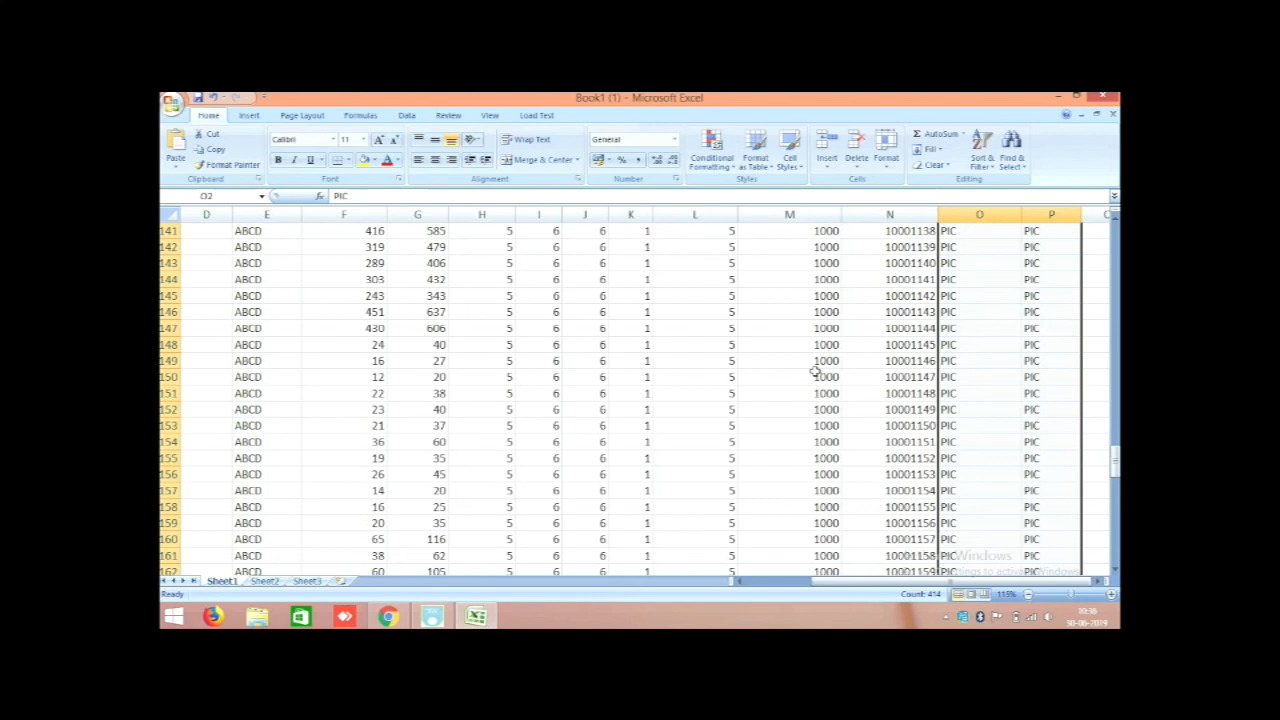 Book1 (1) - Microsoft Excel
Home Insert Page Layout Formulas Data Review View Load Test
Cut Calibri 11 Wrap Text General AutoSum
Copy Fill
Paste Format Painter B I U Merge & Center % Conditional Formatting Format as Table Cell Styles Insert Delete Format Clear Sort & Filter Find & Select
Clipboard Font Alignment Number Styles Cells Editing
O2 fx PIC
D E F G H I J K L M N O P
141 ABCD 416 585 5 6 6 1 5 1000 10001138 PIC PIC
142 ABCD 319 479 5 6 6 1 5 1000 10001139 PIC PIC
143 ABCD 289 406 5 6 6 1 5 1000 10001140 PIC PIC
144 ABCD 303 432 5 6 6 1 5 1000 10001141 PIC PIC
145 ABCD 243 343 5 6 6 1 5 1000 10001142 PIC PIC
146 ABCD 451 637 5 6 6 1 5 1000 10001143 PIC PIC
147 ABCD 430 606 5 6 6 1 5 1000 10001144 PIC PIC
148 ABCD 24 40 5 6 6 1 5 1000 10001145 PIC PIC
149 ABCD 16 27 5 6 6 1 5 1000 10001146 PIC PIC
150 ABCD 12 20 5 6 6 1 5 1000 10001147 PIC PIC
151 ABCD 22 38 5 6 6 1 5 1000 10001148 PIC PIC
152 ABCD 23 40 5 6 6 1 5 1000 10001149 PIC PIC
153 ABCD 21 37 5 6 6 1 5 1000 10001150 PIC PIC
154 ABCD 36 60 5 6 6 1 5 1000 10001151 PIC PIC
155 ABCD 19 35 5 6 6 1 5 1000 10001152 PIC PIC
156 ABCD 26 45 5 6 6 1 5 1000 10001153 PIC PIC
157 ABCD 14 20 5 6 6 1 5 1000 10001154 PIC PIC
158 ABCD 16 25 5 6 6 1 5 1000 10001155 PIC PIC
159 ABCD 20 35 5 6 6 1 5 1000 10001156 PIC PIC
160 ABCD 65 116 5 6 6 1 5 1000 10001157 PIC PIC
161 ABCD 38 62 5 6 6 1 5 1000 10001158 PIC PIC
162 ABCD 60 105 5 6 6 1 5 1000 10001159 PIC PIC
Windows
Sheet1 Sheet2 Sheet3
Ready Count: 414 115%
10:36
30-06-2019